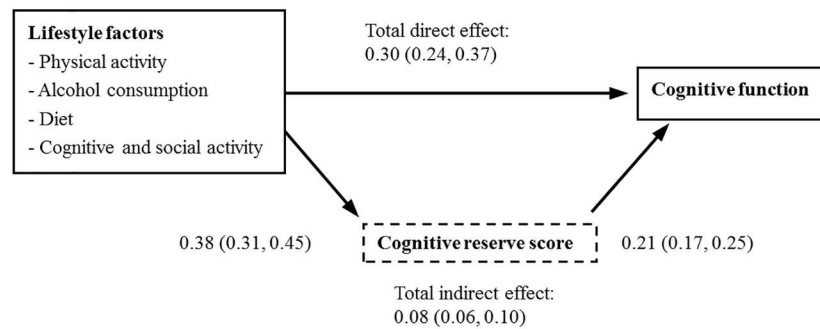 Lifestyle factors
- Physical activity
- Alcohol consumption
- Diet
- Cognitive and social activity
Total direct effect:
0.30 (0.24, 0.37)
Cognitive function
0.38 (0.31, 0.45)
Cognitive reserve score
0.21 (0.17, 0.25)
Total indirect effect:
0.08 (0.06, 0.10)